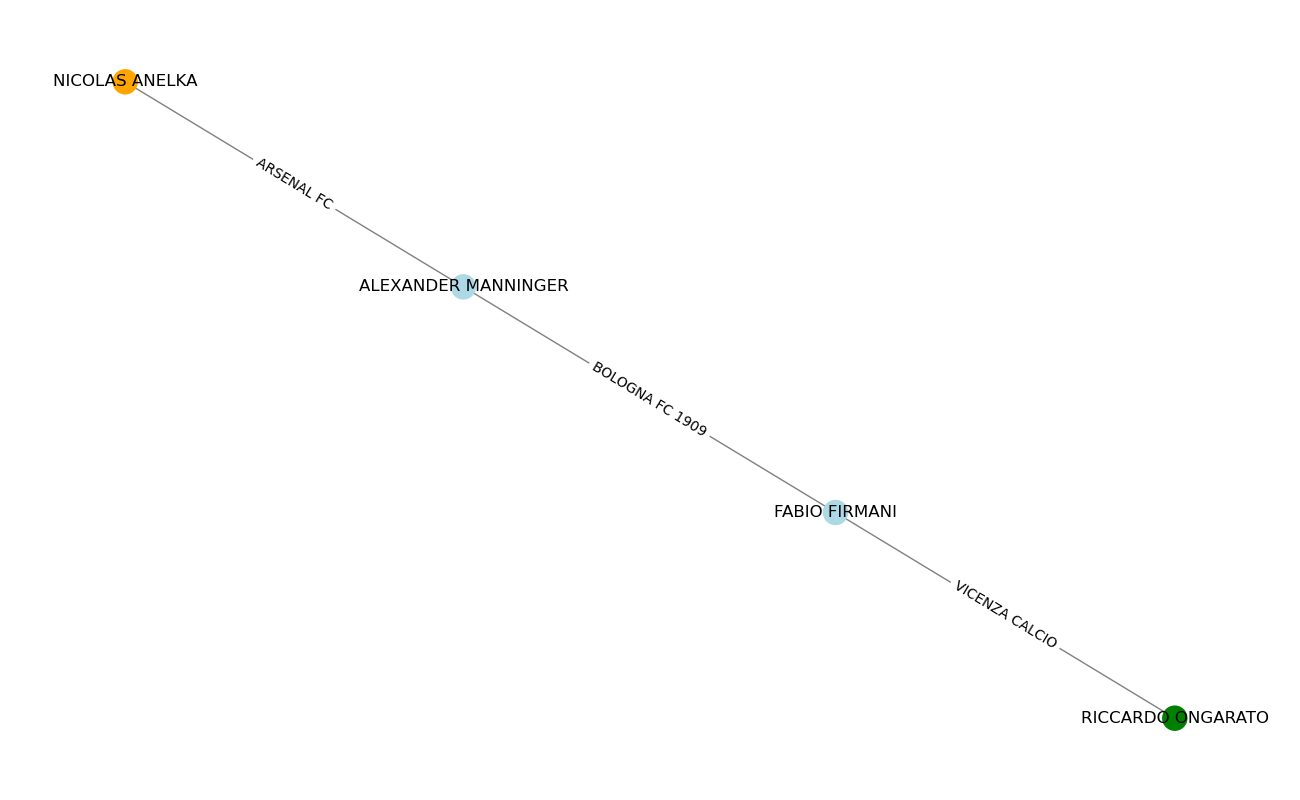 NICOLAS ANELKA
ARSENAL FC
ALEXANDER MANNINGER
BOLOGNA FC 1909
FABIO FIRMANI
VICENZA CALCIO
RICCARDO ONGARATO